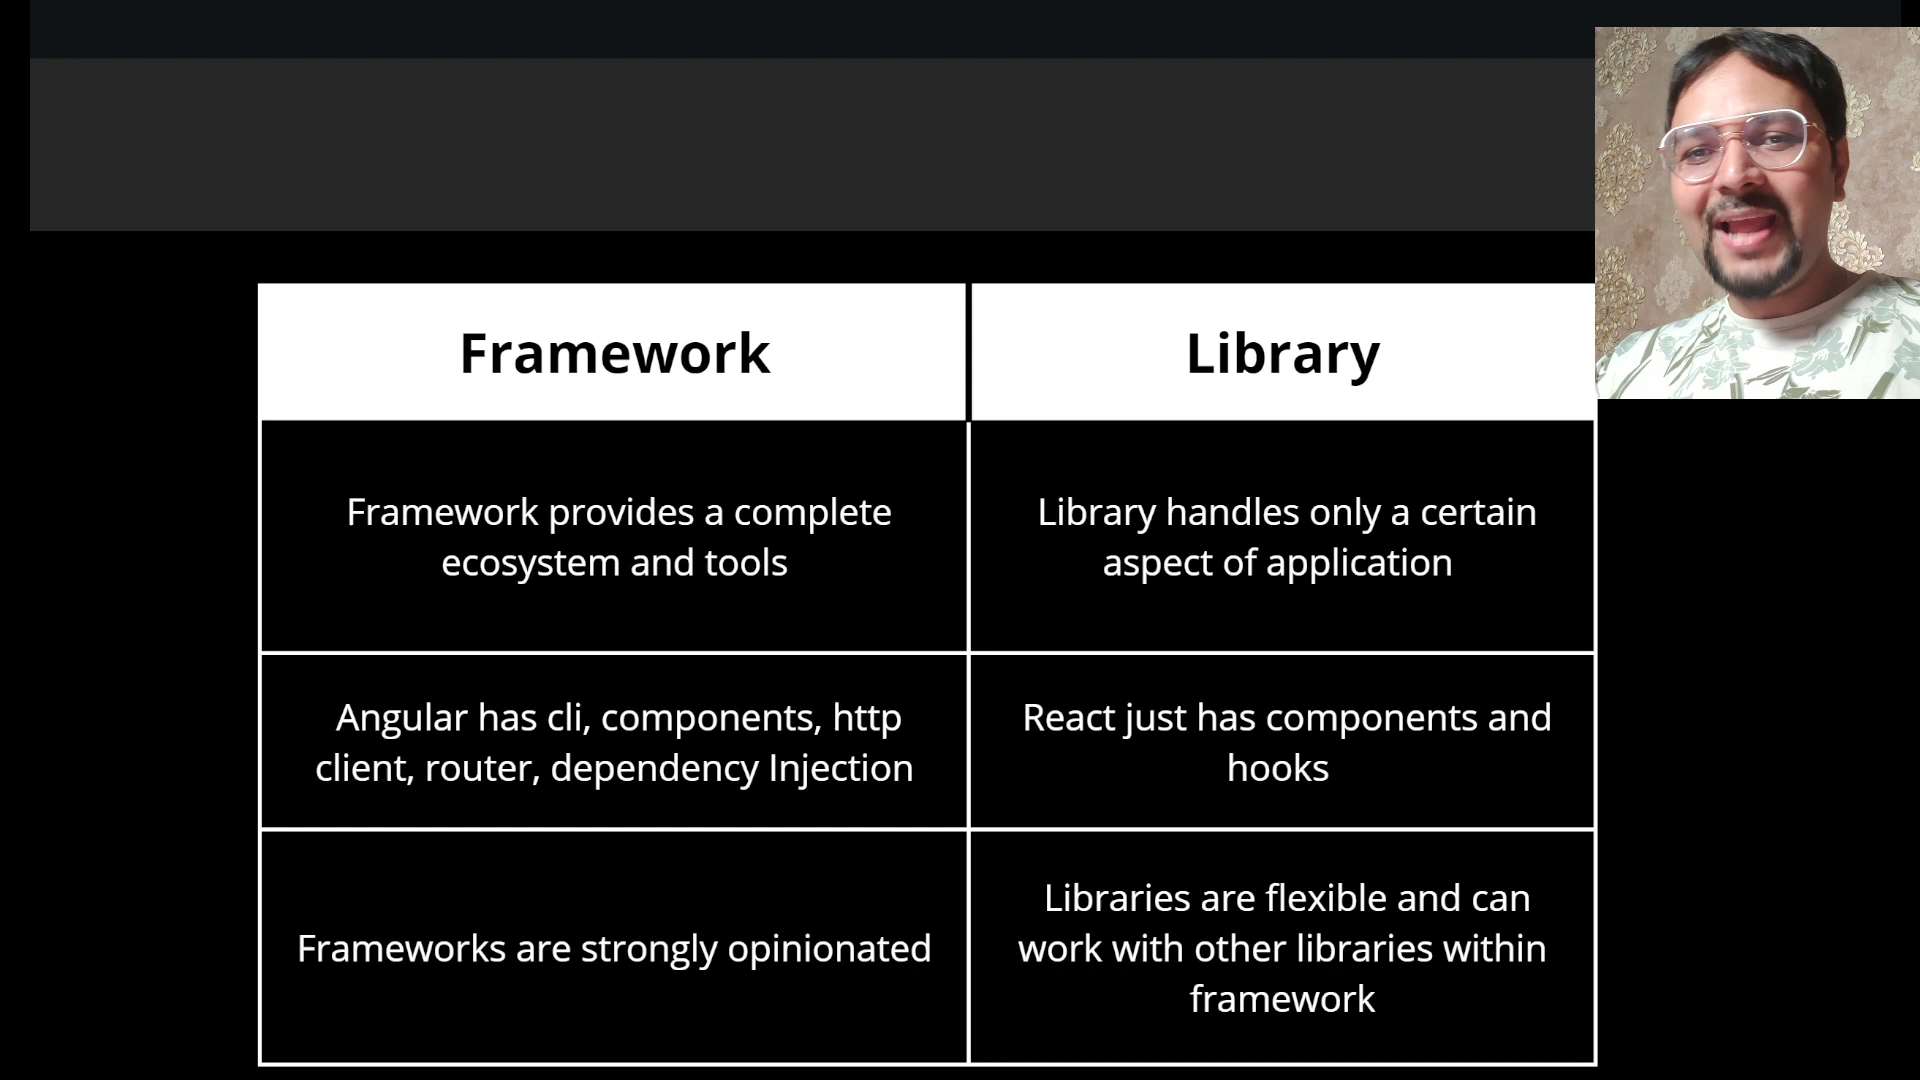 Framework
Library
Framework provides a complete
ecosystem and tools
Library handles only a certain
aspect of application
Angular has cli, components, http
client, router, dependency Injection
React just has components and
hooks
Frameworks are strongly opinionated
Libraries are flexible and can
work with other libraries within
framework